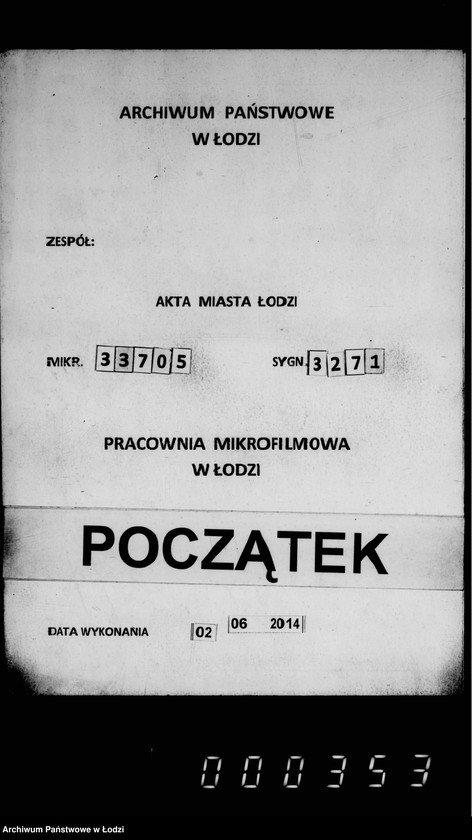 ARCHIWUM PAŃSTWOWE
W ŁODZI
ZESPÓŁ:
AKTA MIASTA ŁODZI
MIKR. 33705 SYGN. 3271
PRACOWNIA MIKROFILMOWA
W ŁODZI
POCZĄTEK
DATA WYKONANIA 02 06 2014
000353
Archiwum Państwowe w Łodzi